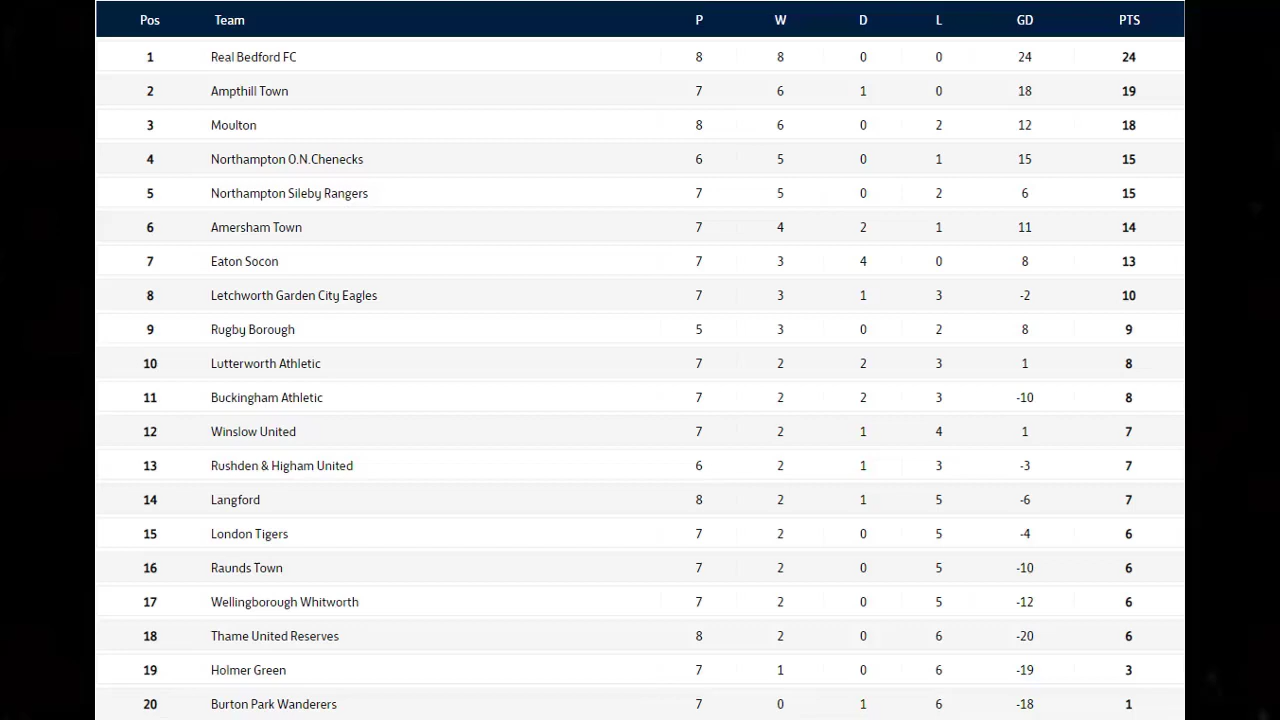 Pos Team P W D L GD PTS
1 Real Bedford FC 8 8 0 0 24 24
2 Ampthill Town 7 6 1 0 18 19
3 Moulton 8 6 0 2 12 18
4 Northampton O.N.Chenecks 6 5 0 1 15 15
5 Northampton Sileby Rangers 7 5 0 2 6 15
6 Amersham Town 7 4 2 1 11 14
7 Eaton Socon 7 3 4 0 8 13
8 Letchworth Garden City Eagles 7 3 1 3 -2 10
9 Rugby Borough 5 3 0 2 8 9
10 Lutterworth Athletic 7 2 2 3 1 8
11 Buckingham Athletic 7 2 2 3 -10 8
12 Winslow United 7 2 1 4 1 7
13 Rushden & Higham United 6 2 1 3 -3 7
14 Langford 8 2 1 5 -6 7
15 London Tigers 7 2 0 5 -4 6
16 Raunds Town 7 2 0 5 -10 6
17 Wellingborough Whitworth 7 2 0 5 -12 6
18 Thame United Reserves 8 2 0 6 -20 6
19 Holmer Green 7 1 0 6 -19 3
20 Burton Park Wanderers 7 0 1 6 -18 1